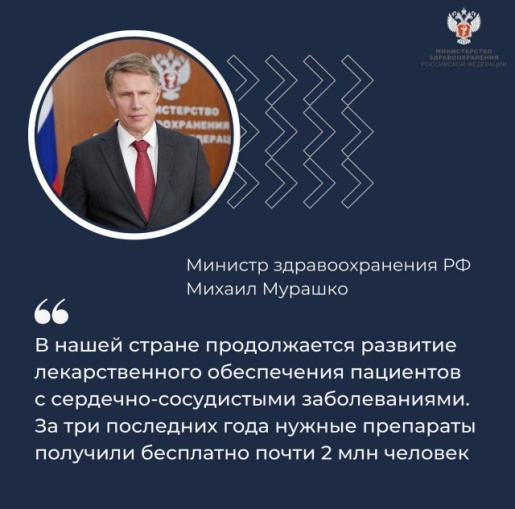 МИНИСТЕРСТВО
ЗДРАВООХРАНЕНИЯ
РОССИЙСКОЙ ФЕДЕРАЦИИ
МИНИСТЕРСТВО
Министр здравоохранения РФ
Михаил Мурашко
В нашей стране продолжается развитие
лекарственного обеспечения пациентов
с сердечно-сосудистыми заболеваниями.
За три последних года нужные препараты
получили бесплатно почти 2 млн человек